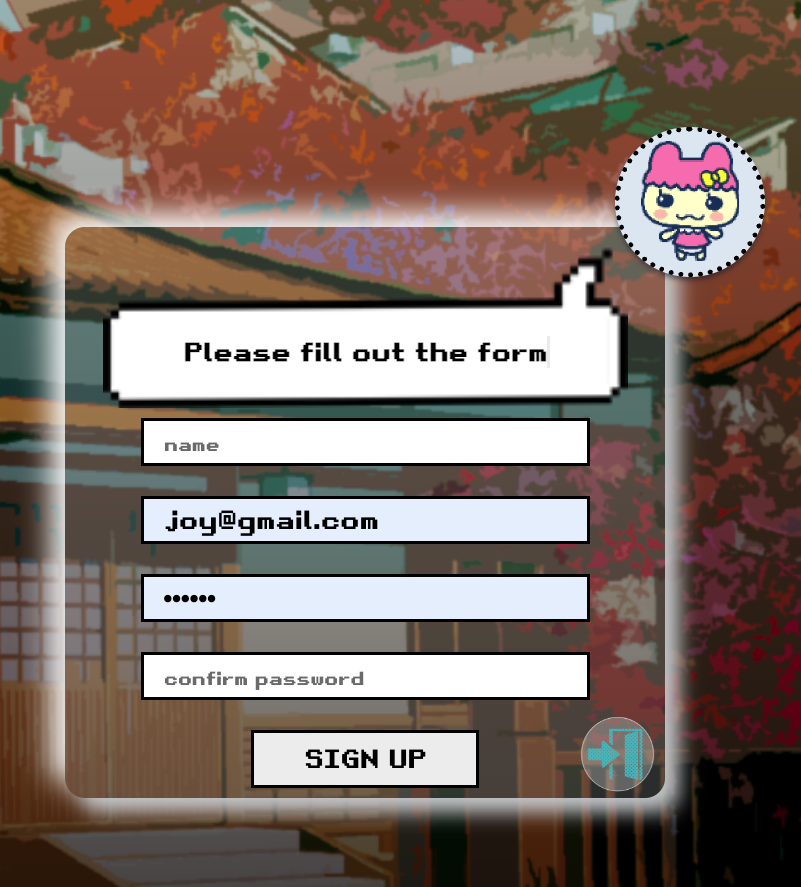 Please fill out the form
name
joy@gmail.com
••••••
confirm password
SIGN UP